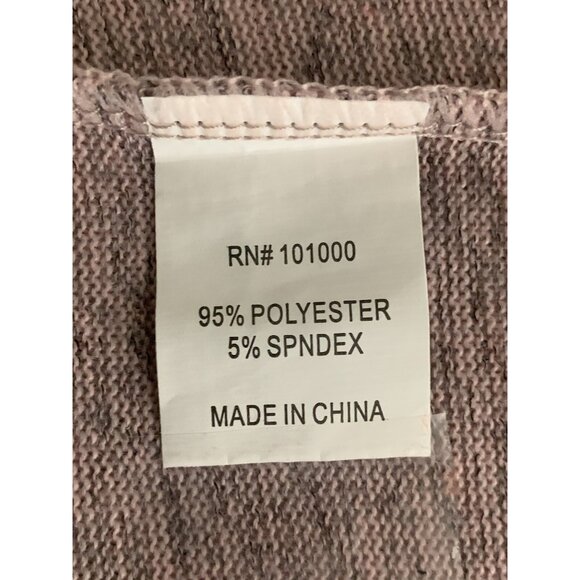 RN# 101000
95% POLYESTER
5% SPNDEX
MADE IN CHINA